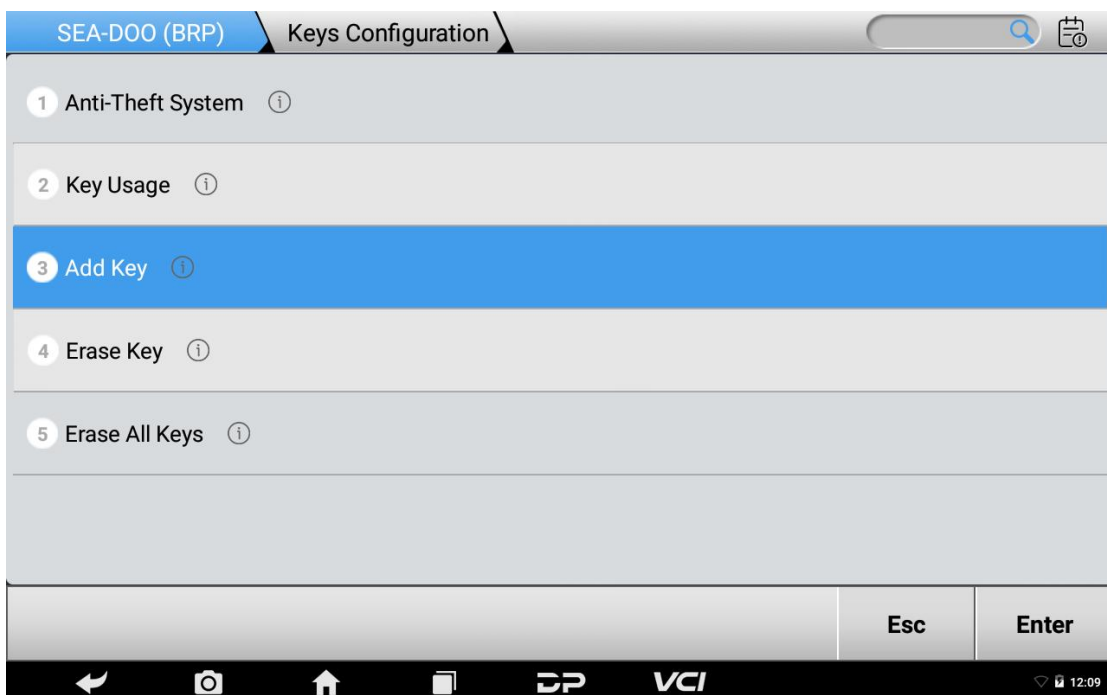 SEA-DOO (BRP) Keys Configuration
1 Anti-Theft System
2 Key Usage
3 Add Key
4 Erase Key
5 Erase All Keys
Esc Enter
DP VCI 12:09